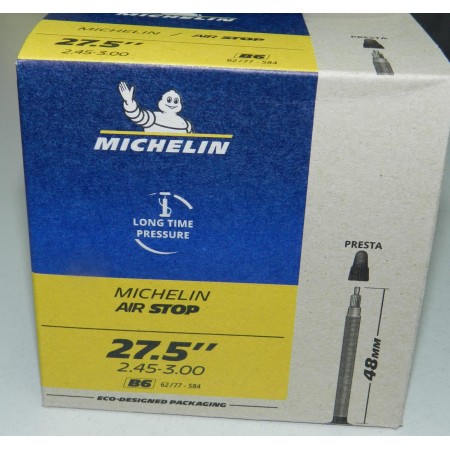 MICHELIN / AIR STOP
27.5"
2.45-3.00
B6
62/77 - 584
MICHELIN
LONG TIME
PRESSURE
PRESTA
48MM
MICHELIN
AIR STOP
27.5"
2.45-3.00
B6 62/77 - 584
ECO-DESIGNED PACKAGING